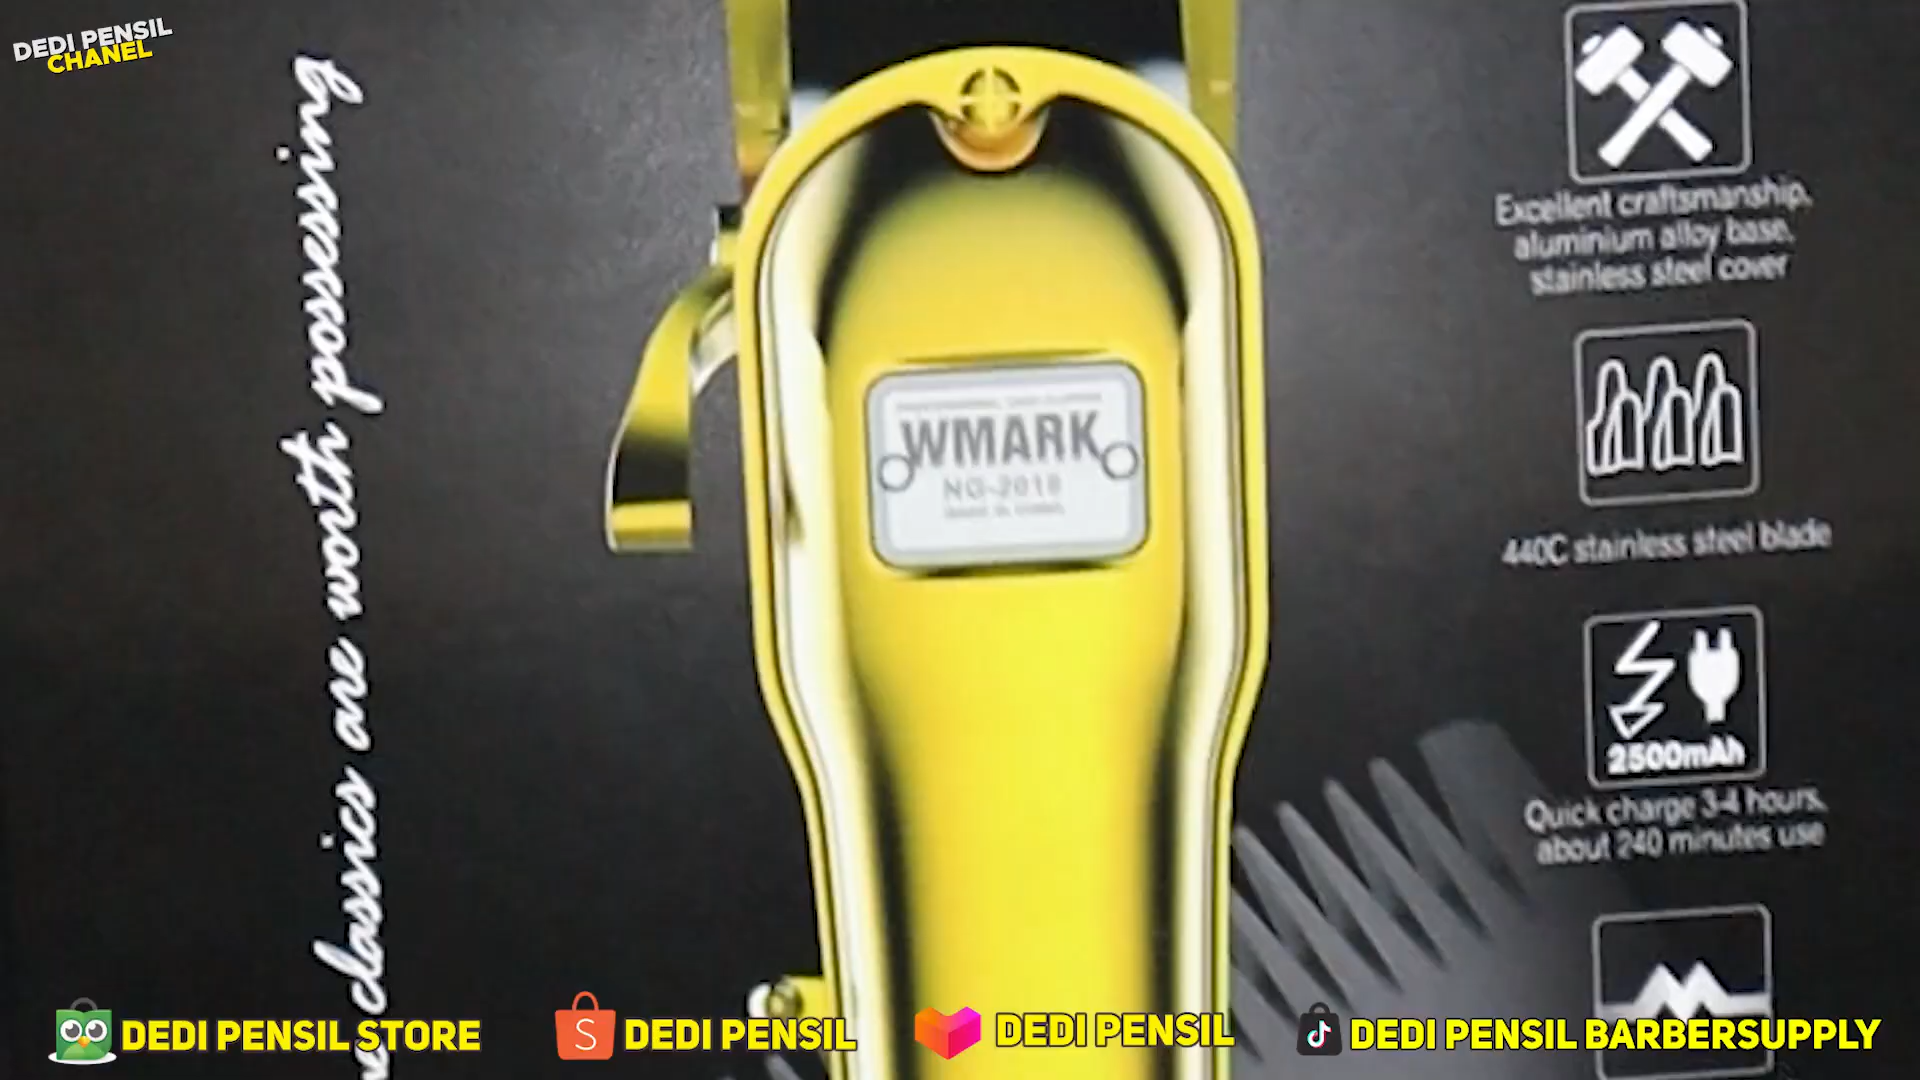 DEDI PENSIL
CHANEL
classics are worth possessing
WMARK
NG-2018
Excellent craftsmanship,
aluminium alloy base,
stainless steel cover
440C stainless steel blade
2500mAh
Quick charge 3-4 hours,
about 240 minutes use
DEDI PENSIL STORE
DEDI PENSIL
DEDI PENSIL
DEDI PENSIL BARBERSUPPLY